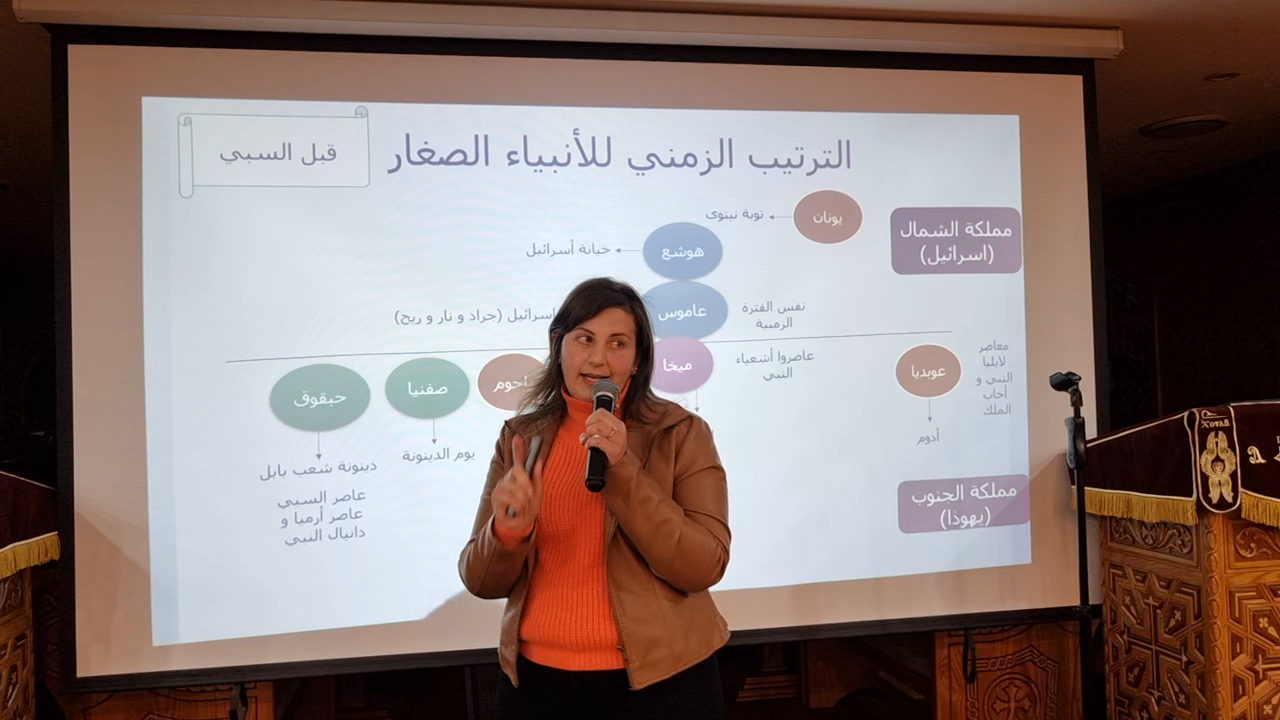 قبل السبي
الترتيب الزمني للأنبياء الصغار
مملكة الشمال
(اسرائيل)
يونان
توبة نينوى
هوشع
خيانة أسرائيل
عاموس
نفس الفترة
الزمنية
اسرائيل (جراد و نار و ريح)
ميخا
عاصروا أشعياء
النبي
عوبديا
معاصر
لايليا
النبي و
أخاب
الملك
أدوم
صفنيا
يوم الدينونة
حبقوق
دينونة شعب بابل
عاصر السبي
عاصر أرميا و
دانيال النبي
مملكة الجنوب
(يهوذا)